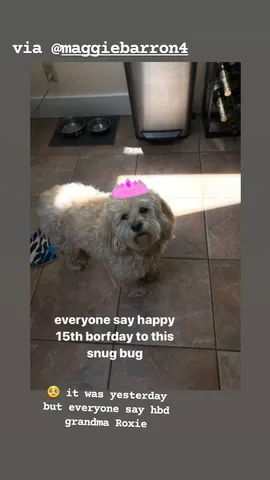 via @maggiebarron4
everyone say happy
15th borfday to this
snug bug
🥺 it was yesterday
but everyone say hbd
grandma Roxie